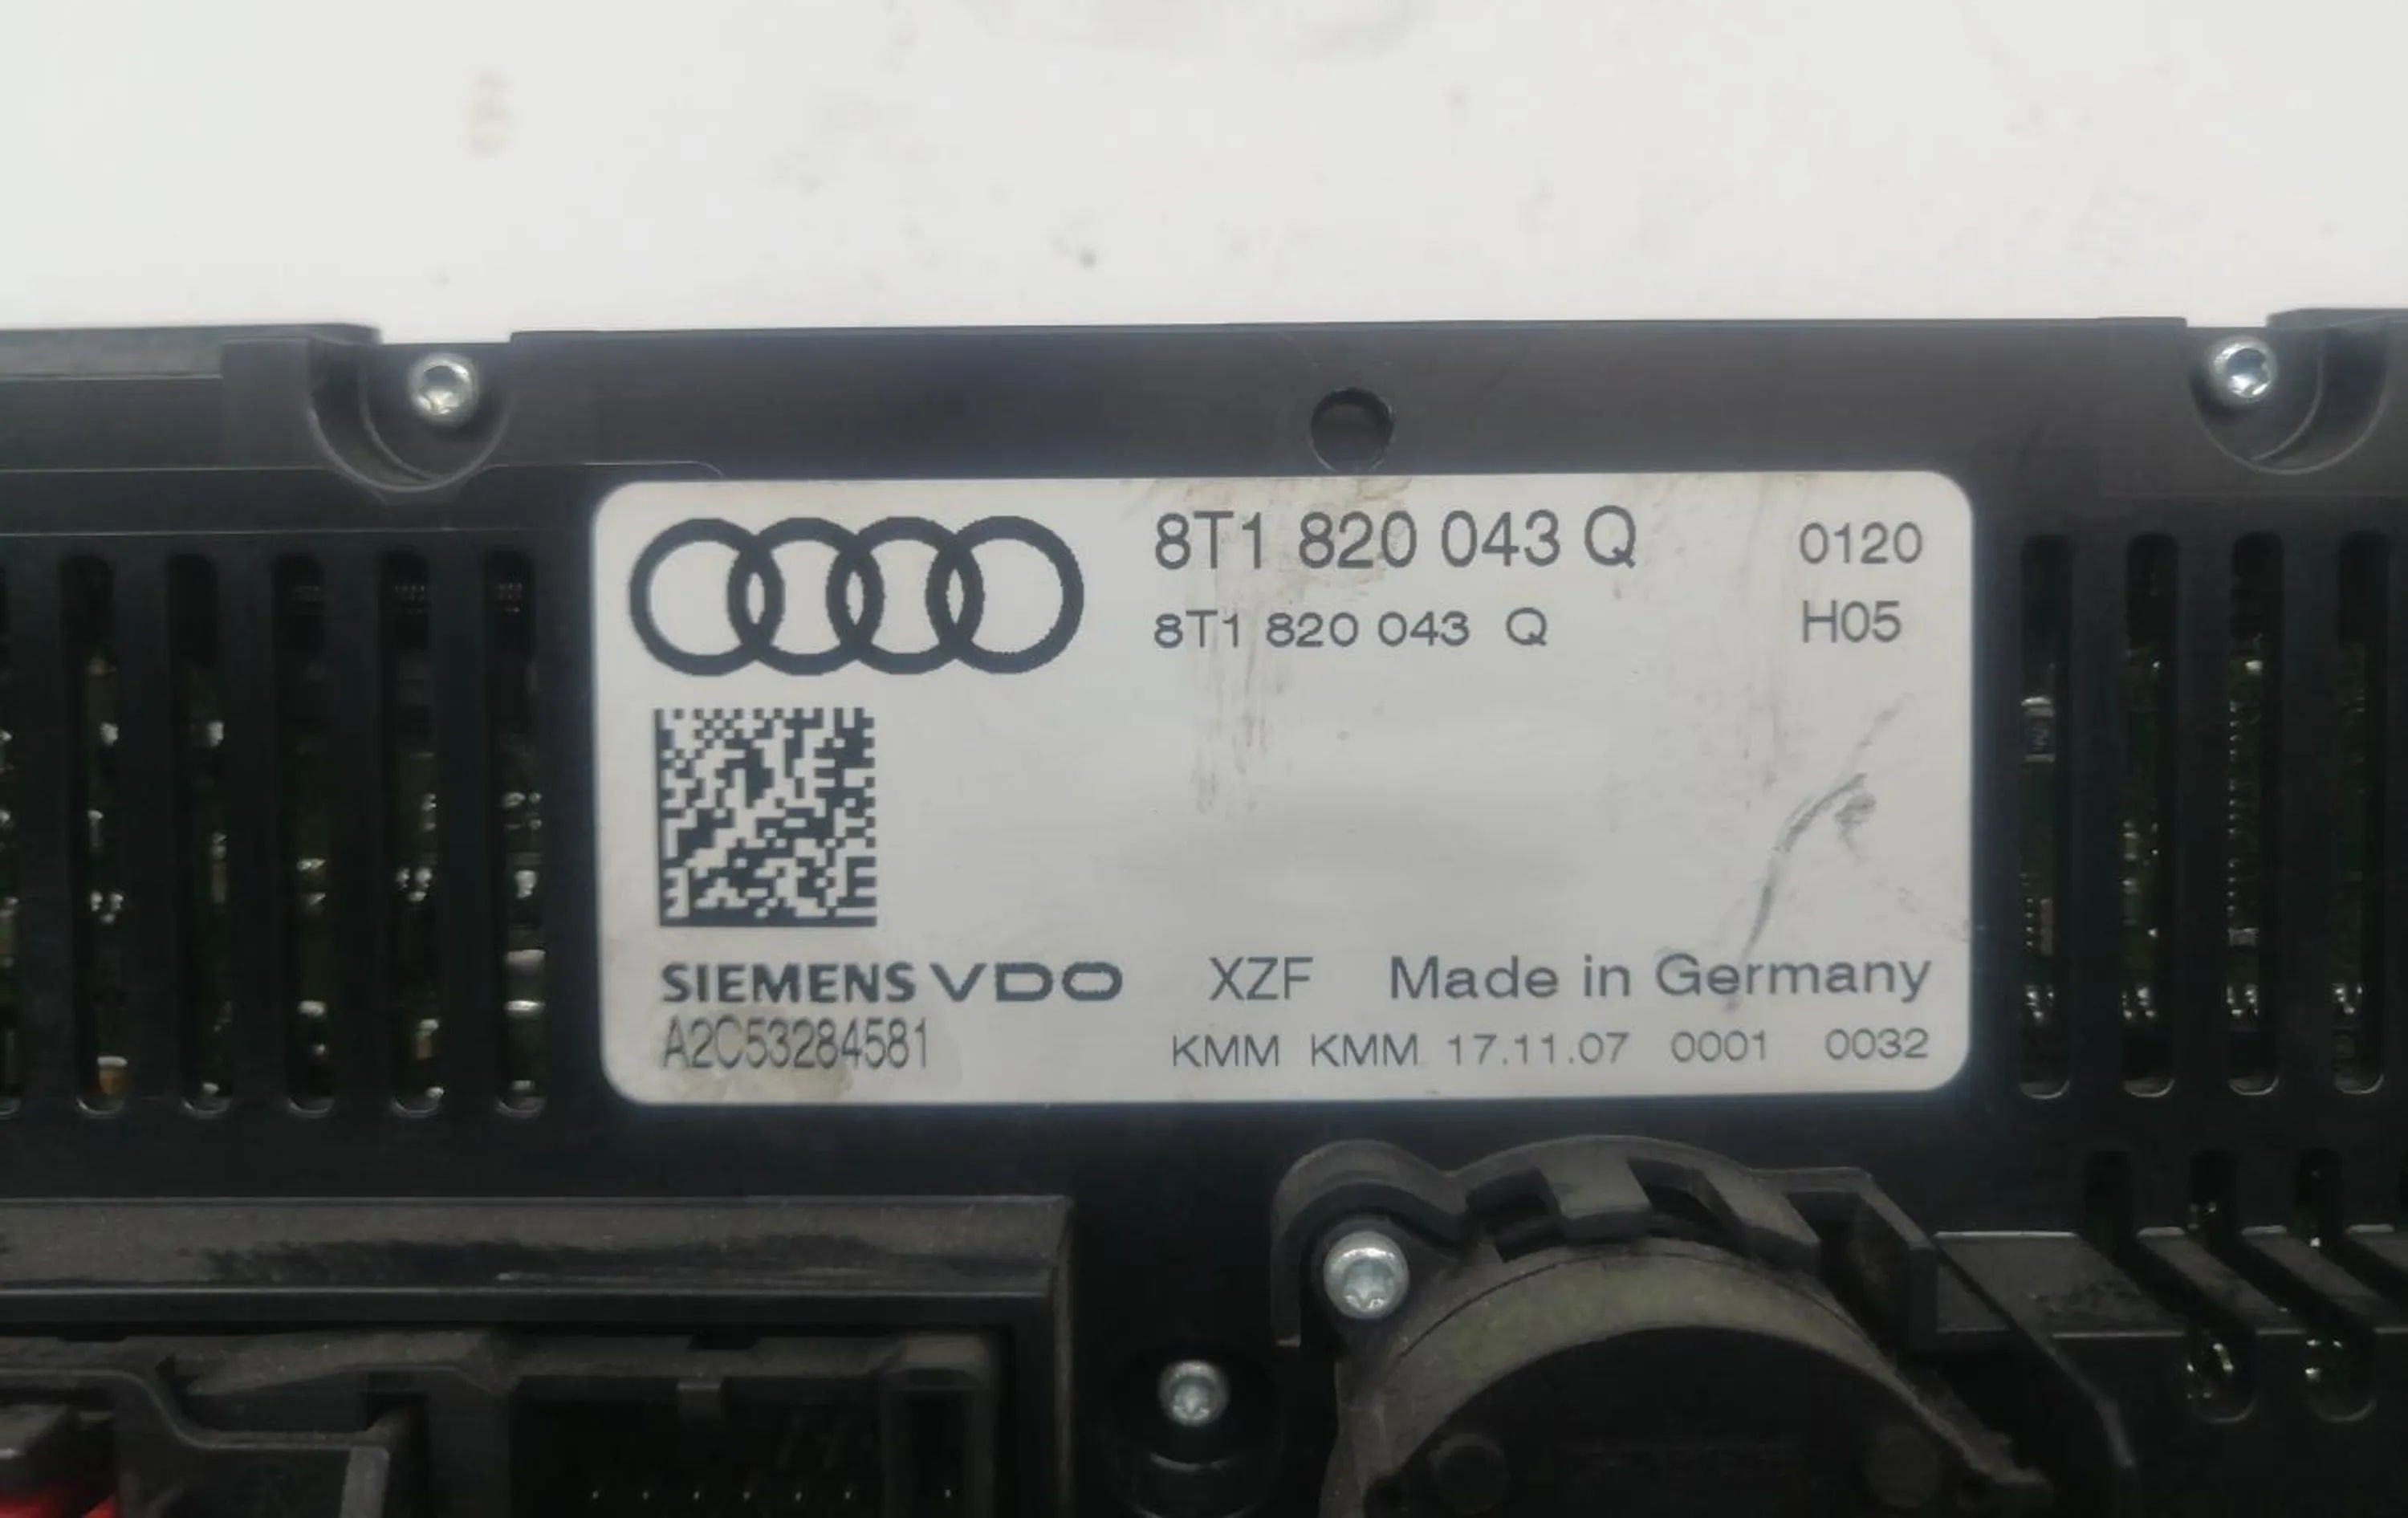 8T1 820 043 Q 0120
8T1 820 043 Q H05
SIEMENS VDO XZF Made in Germany
A2C53284581 KMM KMM 17.11.07 0001 0032